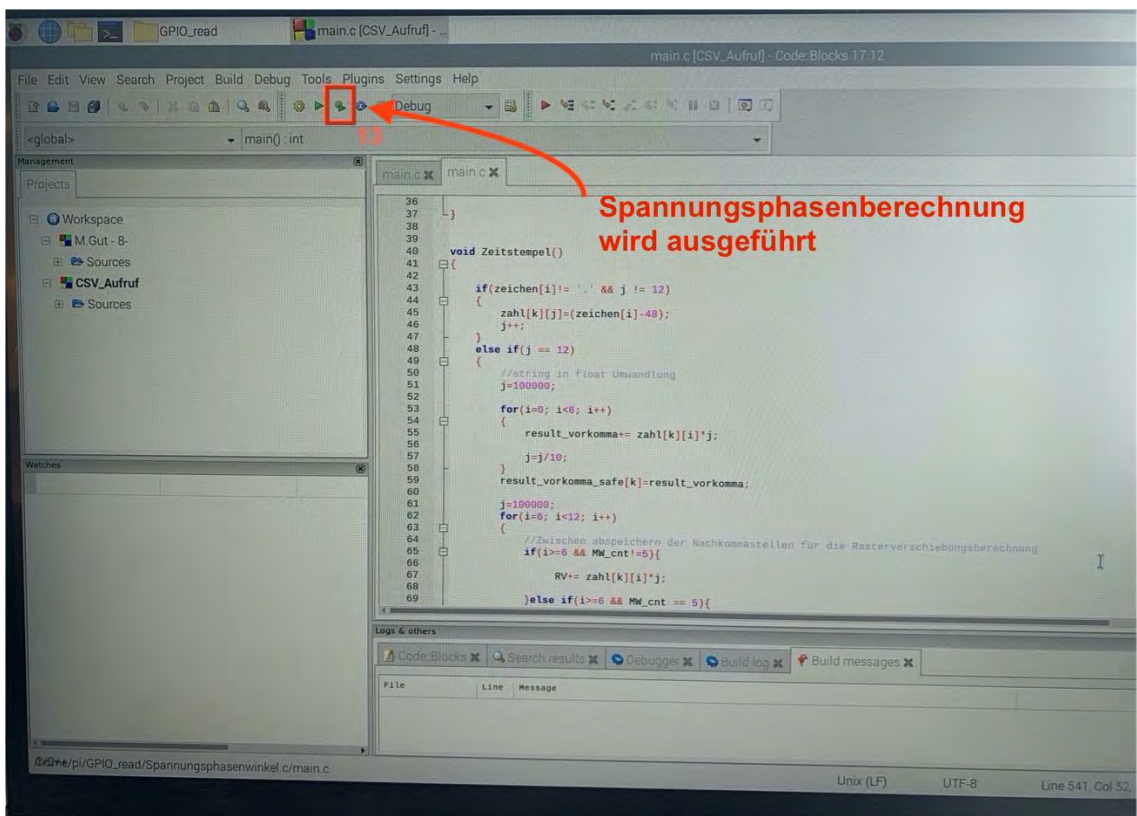 GPIO_read
main.c [CSV_Aufruf] - ...
main.c [CSV_Aufruf] - Code::Blocks 17.12
File Edit View Search Project Build Debug Tools Plugins Settings Help
Debug
<global>
main() : int
13
Management
Projects
Workspace
M.Gut - 8-
Sources
CSV_Aufruf
Sources
main.c
main.c
Spannungsphasenberechnung
wird ausgeführt
36
37 }
38
39
40 void Zeitstempel()
41 {
42
43 if(zeichen[i]!= '.' && j != 12)
44 {
45 zahl[k][j]=(zeichen[i]-48);
46 j++;
47 }
48 else if(j == 12)
49 {
50 //string in float Umwandlung
51 j=100000;
52
53 for(i=0; i<6; i++)
54 {
55 result_vorkomma+= zahl[k][i]*j;
56
57 j=j/10;
58 }
59 result_vorkomma_safe[k]=result_vorkomma;
60
61 j=100000;
62 for(i=6; i<12; i++)
63 {
64 //Zwischen abspeichern der Nachkommastellen für die Rasterverschiebungsberechnung
65 if(i>=6 && MW_cnt!=5){
66
67 RV+= zahl[k][i]*j;
68
69 }else if(i>=6 && MW_cnt == 5){
Watches
Logs & others
Code::Blocks
Search results
Debugger
Build log
Build messages
File Line Message
/pi/GPIO_read/Spannungsphasenwinkel.c/main.c
Unix (LF) UTF-8 Line 541, Col 52,